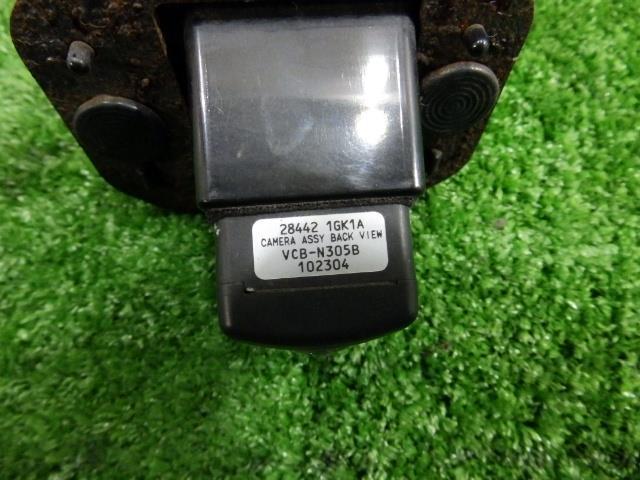 28442 1GK1A
CAMERA ASSY BACK VIEW
VCB-N305B
102304